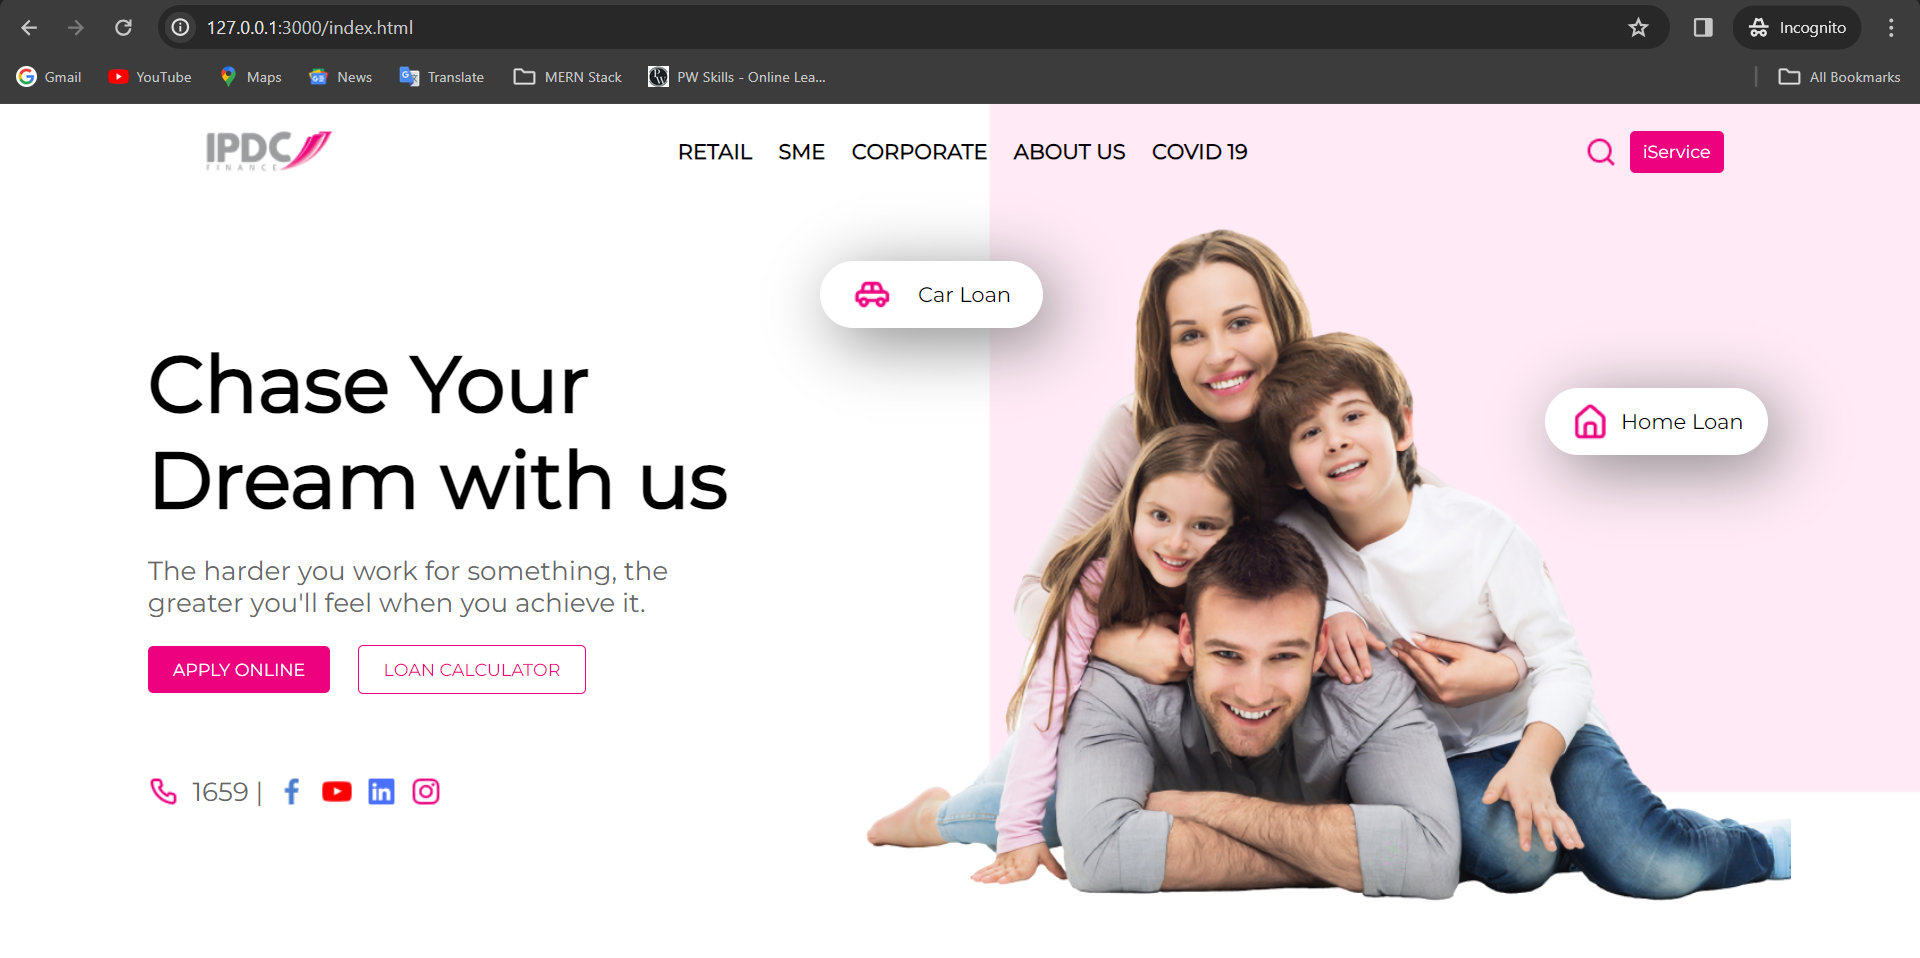 127.0.0.1:3000/index.html
Incognito
Gmail
YouTube
Maps
News
Translate
MERN Stack
PW Skills - Online Lea...
All Bookmarks
IPDC
FINANCE
RETAIL
SME
CORPORATE
ABOUT US
COVID 19
iService
Car Loan
Home Loan
Chase Your
Dream with us
The harder you work for something, the
greater you'll feel when you achieve it.
APPLY ONLINE
LOAN CALCULATOR
1659 |